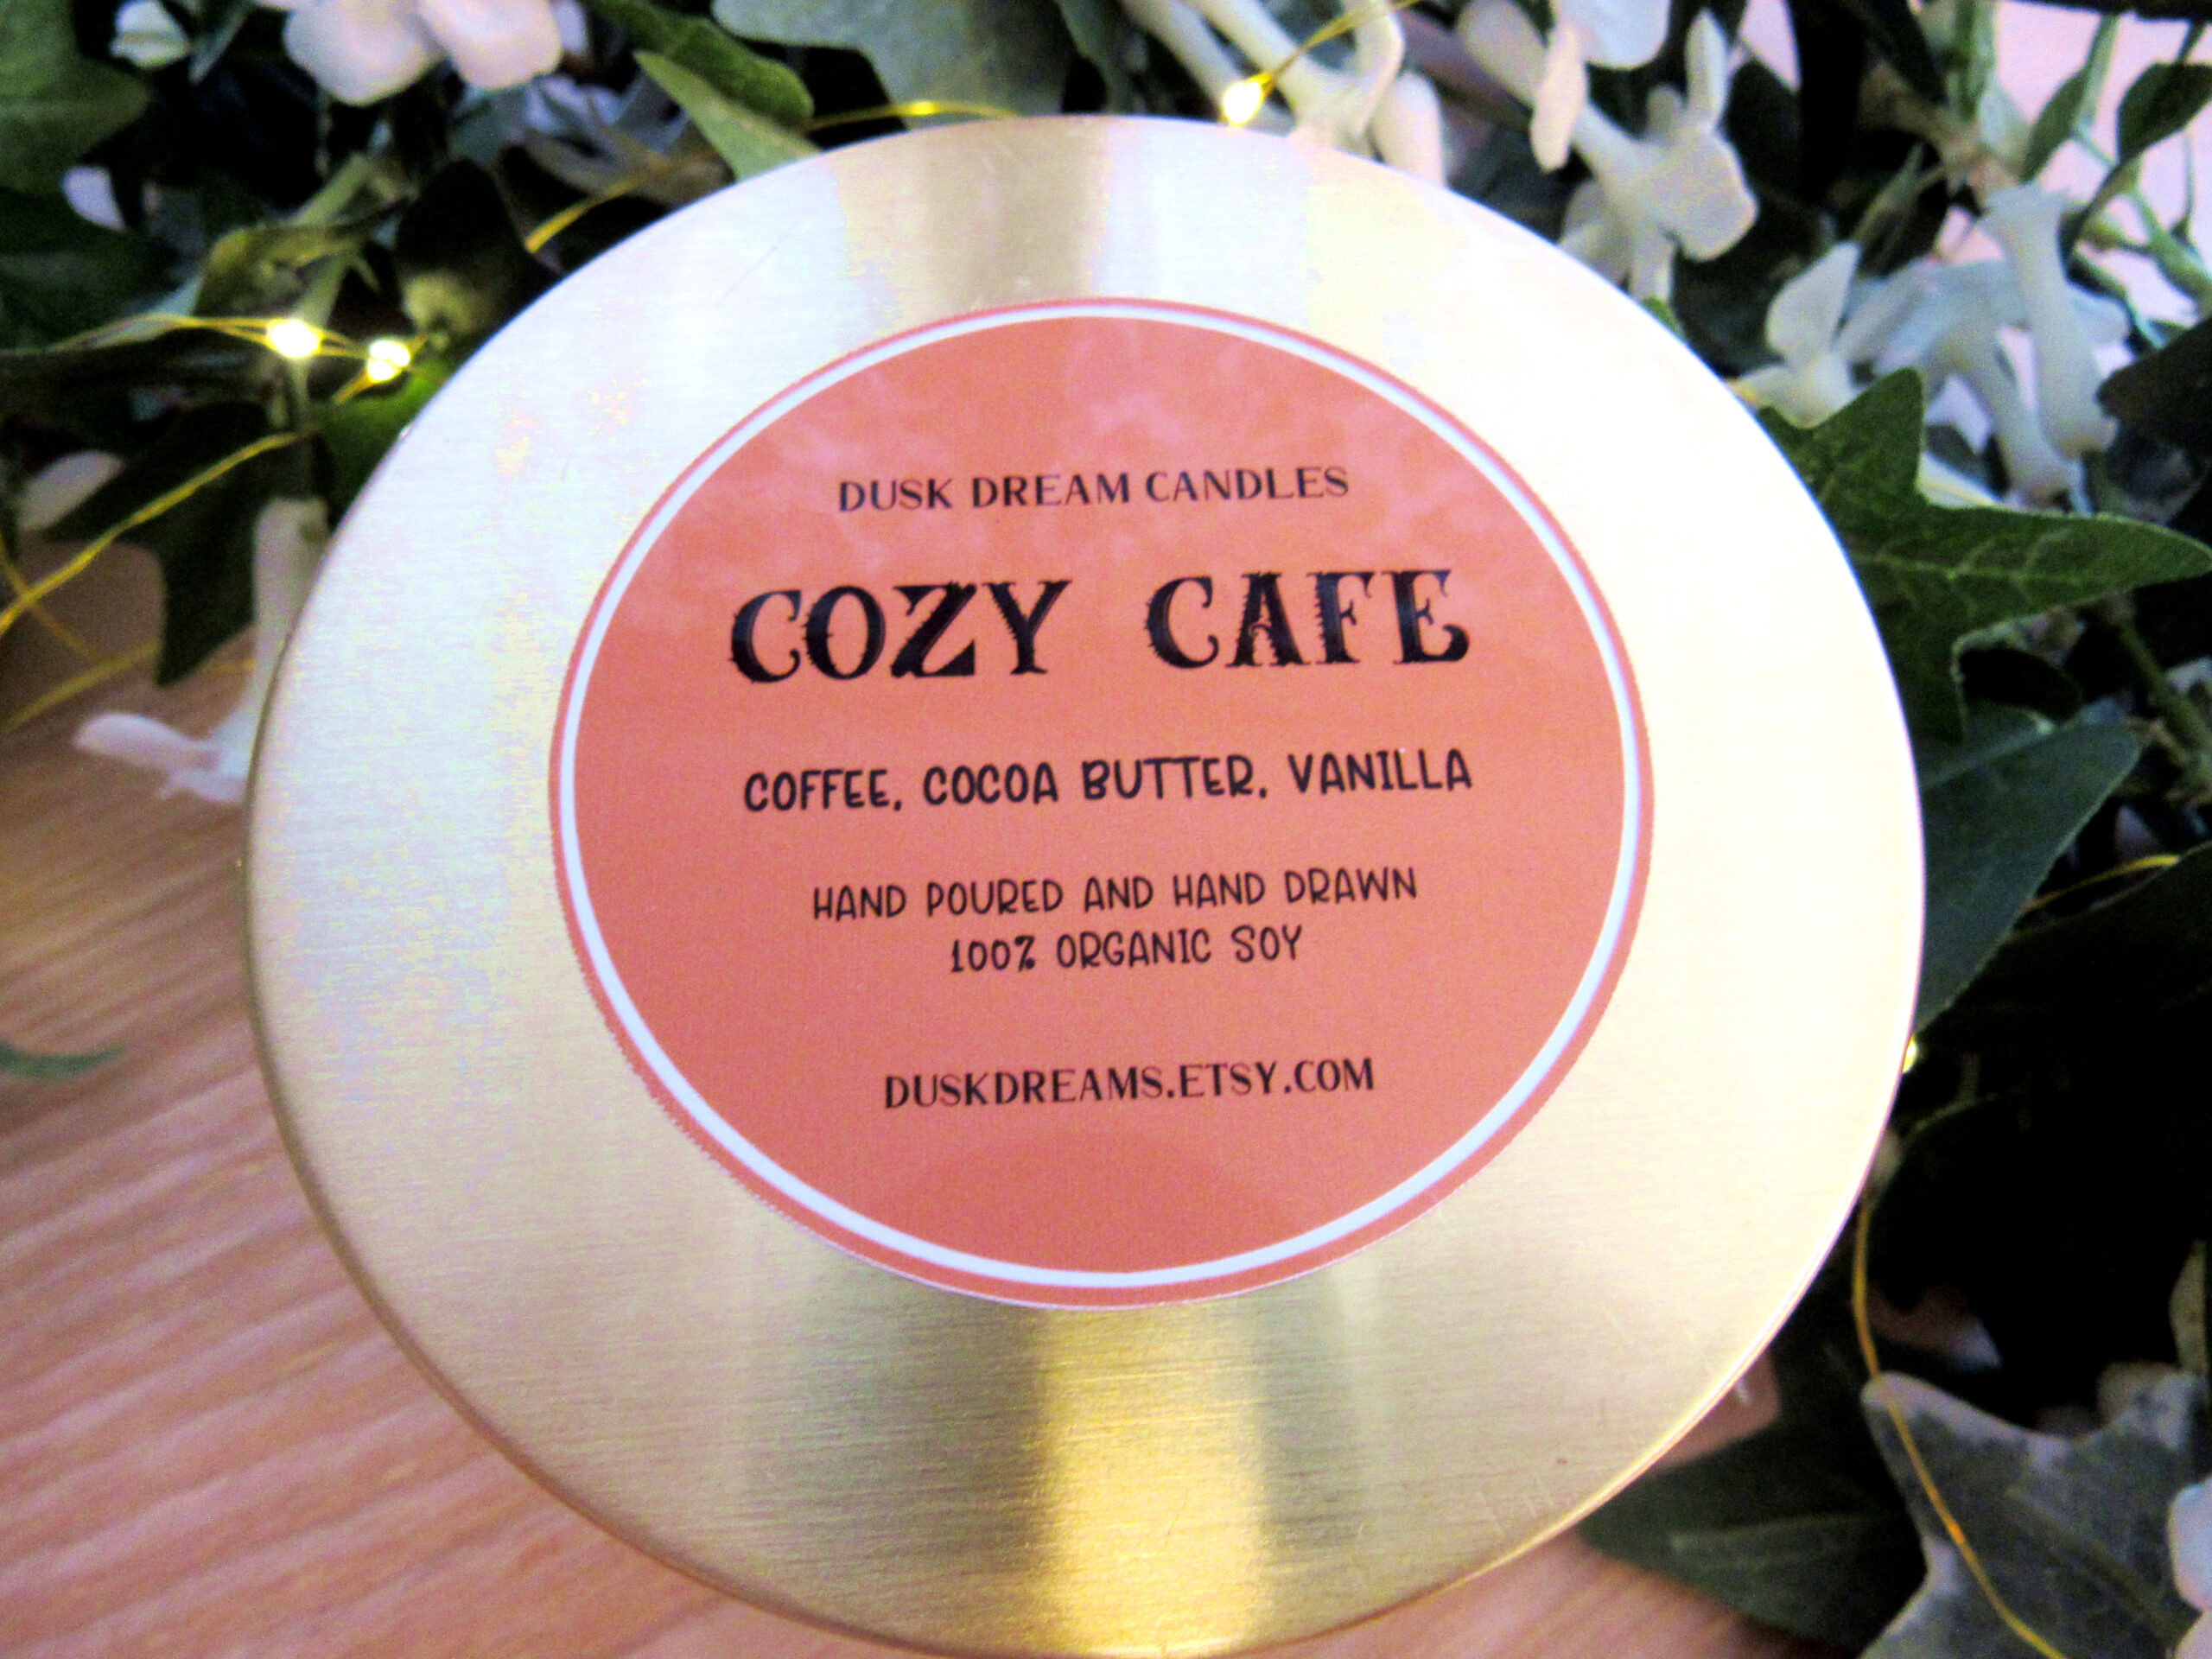 DUSK DREAM CANDLES
COZY CAFE
COFFEE, COCOA BUTTER, VANILLA
HAND POURED AND HAND DRAWN
100% ORGANIC SOY
DUSKDREAMS.ETSY.COM